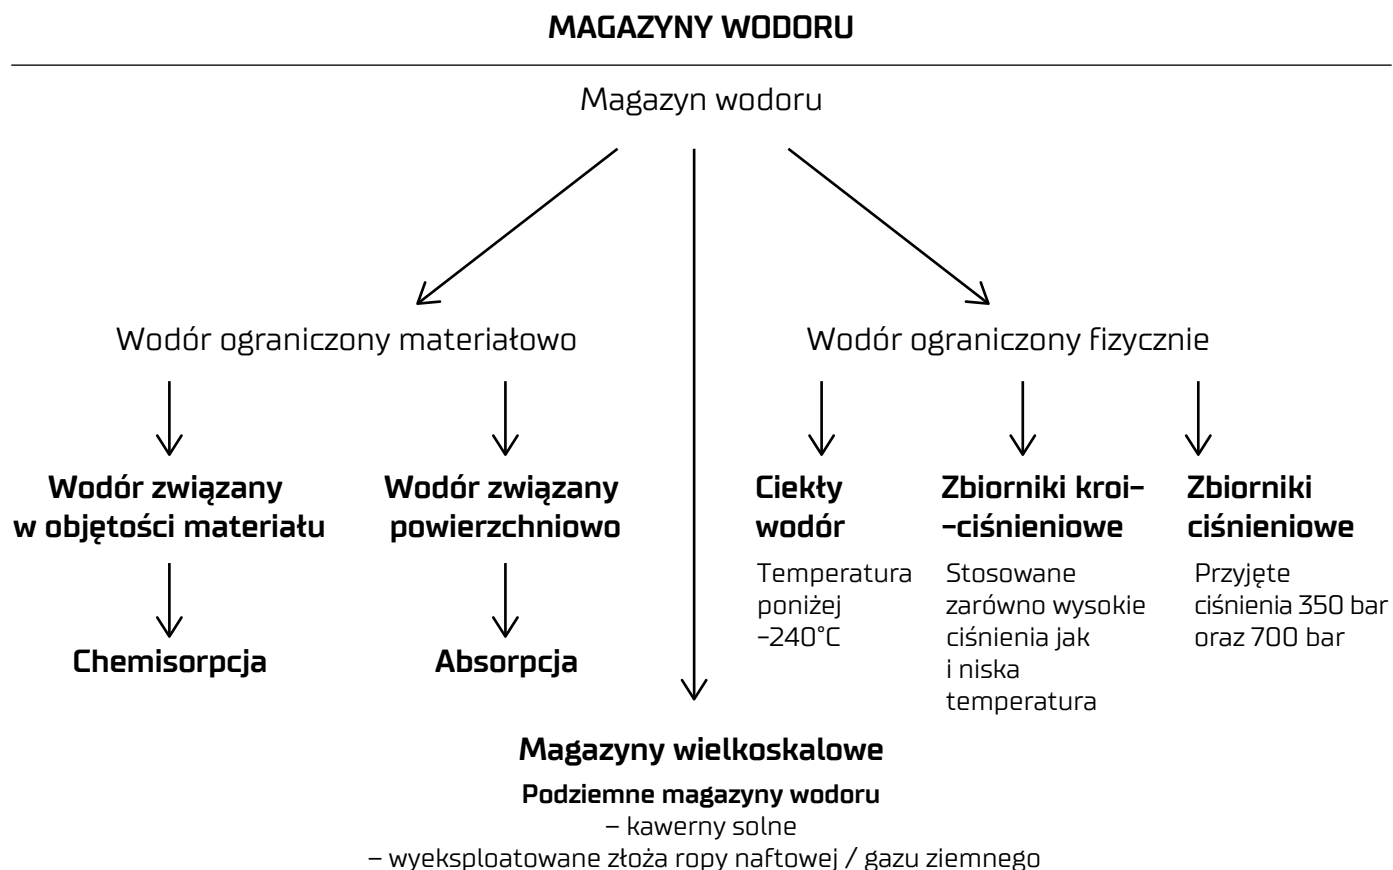 MAGAZYNY WODORU
Magazyn wodoru
Wodór ograniczony materiałowo
Wodór ograniczony fizycznie
Wodór związany
w objętości materiału
Chemisorpcja
Wodór związany
powierzchniowo
Absorpcja
Ciekły
wodór
Temperatura
poniżej
-240°C
Zbiorniki kroi-
-ciśnieniowe
Stosowane
zarówno wysokie
ciśnienia jak
i niska
temperatura
Zbiorniki
ciśnieniowe
Przyjęte
ciśnienia 350 bar
oraz 700 bar
Magazyny wielkoskalowe
Podziemne magazyny wodoru
– kawerny solne
– wyeksploatowane złoża ropy naftowej / gazu ziemnego